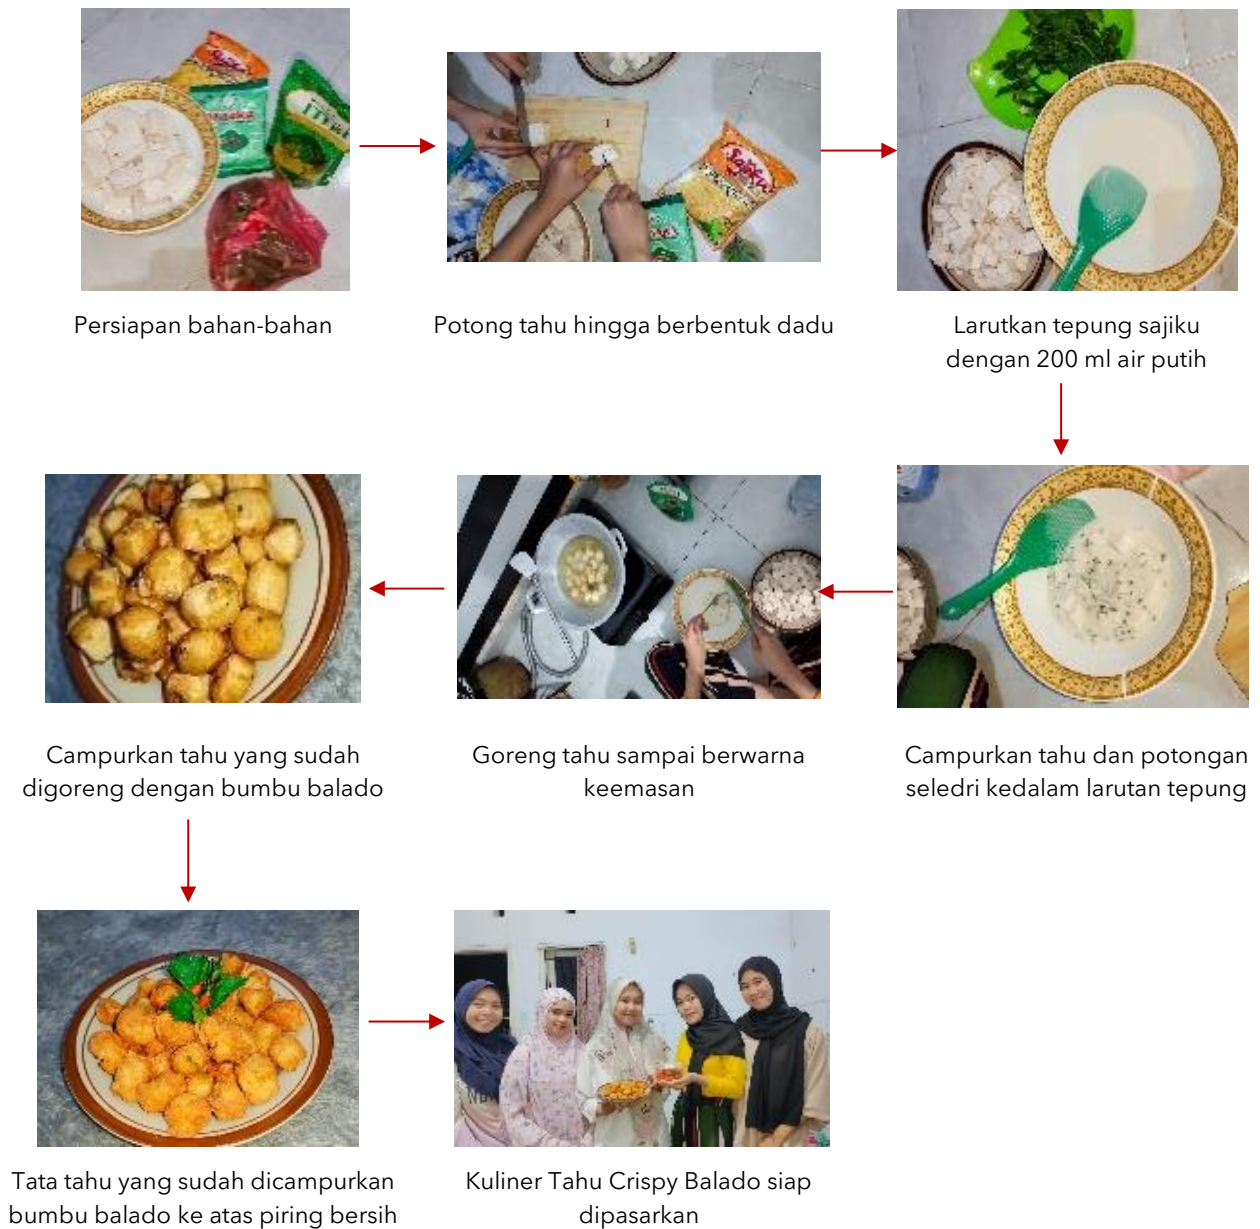 Sajiku
Persiapan bahan-bahan
Potong tahu hingga berbentuk dadu
Larutkan tepung sajiku
dengan 200 ml air putih
Campurkan tahu dan potongan
seledri kedalam larutan tepung
Goreng tahu sampai berwarna
keemasan
Campurkan tahu yang sudah
digoreng dengan bumbu balado
Tata tahu yang sudah dicampurkan
bumbu balado ke atas piring bersih
Kuliner Tahu Crispy Balado siap
dipasarkan